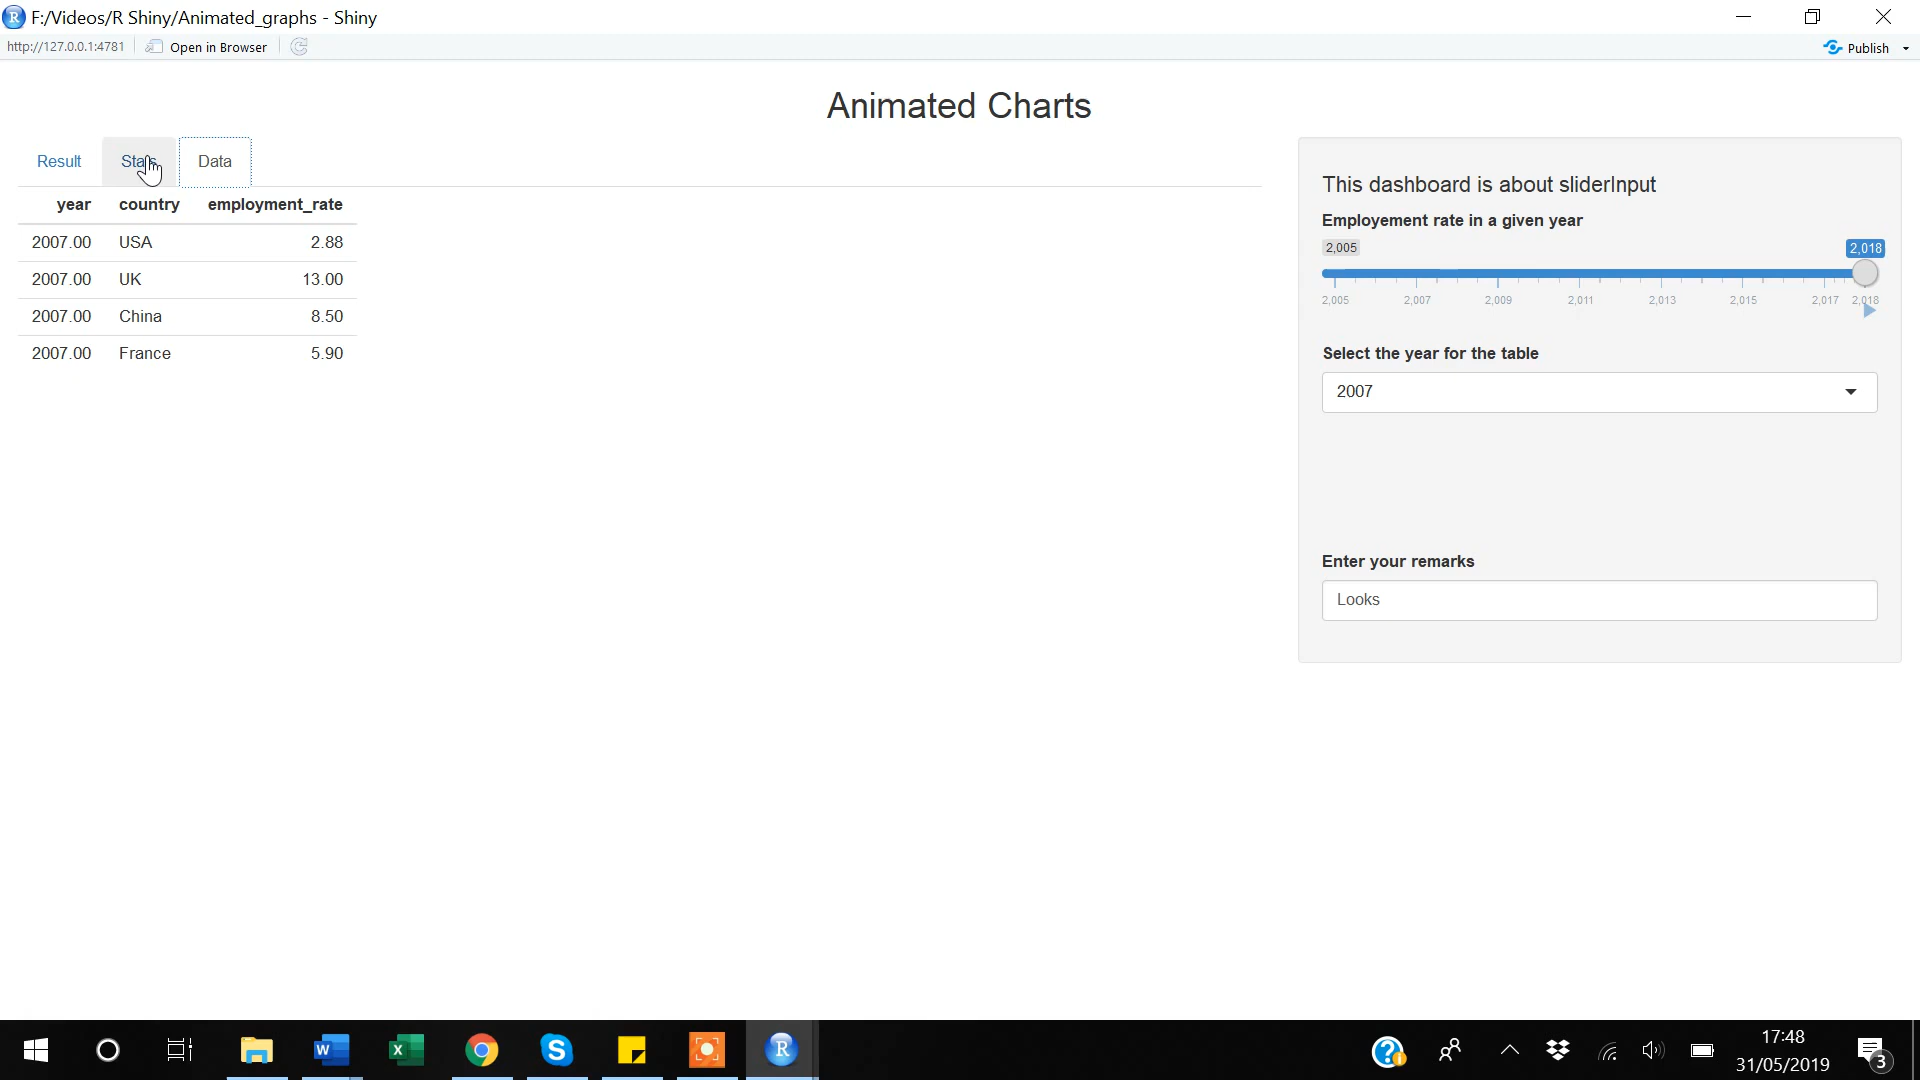 F:/Videos/R Shiny/Animated_graphs - Shiny
http://127.0.0.1:4781 Open in Browser Publish
Animated Charts
Result Stats Data
year country employment_rate
2007.00 USA 2.88
2007.00 UK 13.00
2007.00 China 8.50
2007.00 France 5.90
This dashboard is about sliderInput
Employement rate in a given year
2,005 2,018
2,005 2,007 2,009 2,011 2,013 2,015 2,017 2,018
Select the year for the table
2007
Enter your remarks
Looks
17:48
31/05/2019
3